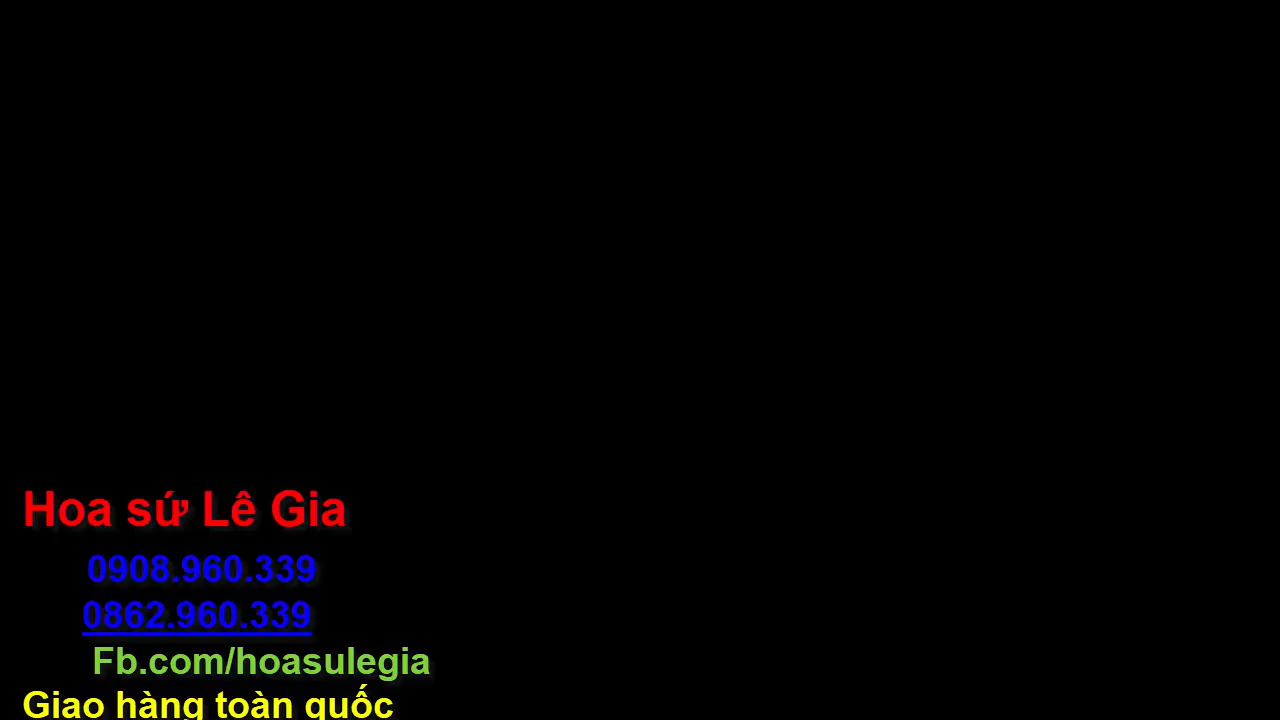 Hoa sứ Lê Gia
0908.960.339
0862.960.339
Fb.com/hoasulegia
Giao hàng toàn quốc